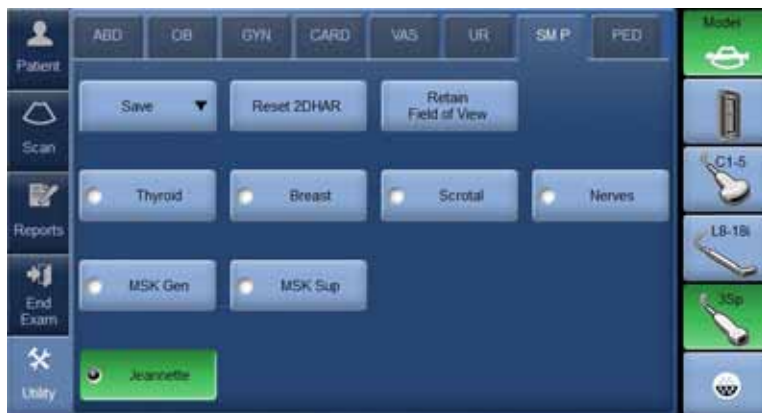 ABD OB GYN CARD VAS UR SM P PED
Model
Patient
Save Reset 2DHAR Retain
Field of View
Scan
C1-5
Thyroid Breast Scrotal Nerves
Reports
L8-18i
MSK Gen MSK Sup
End
Exam
3Sp
Jeannette
Utility